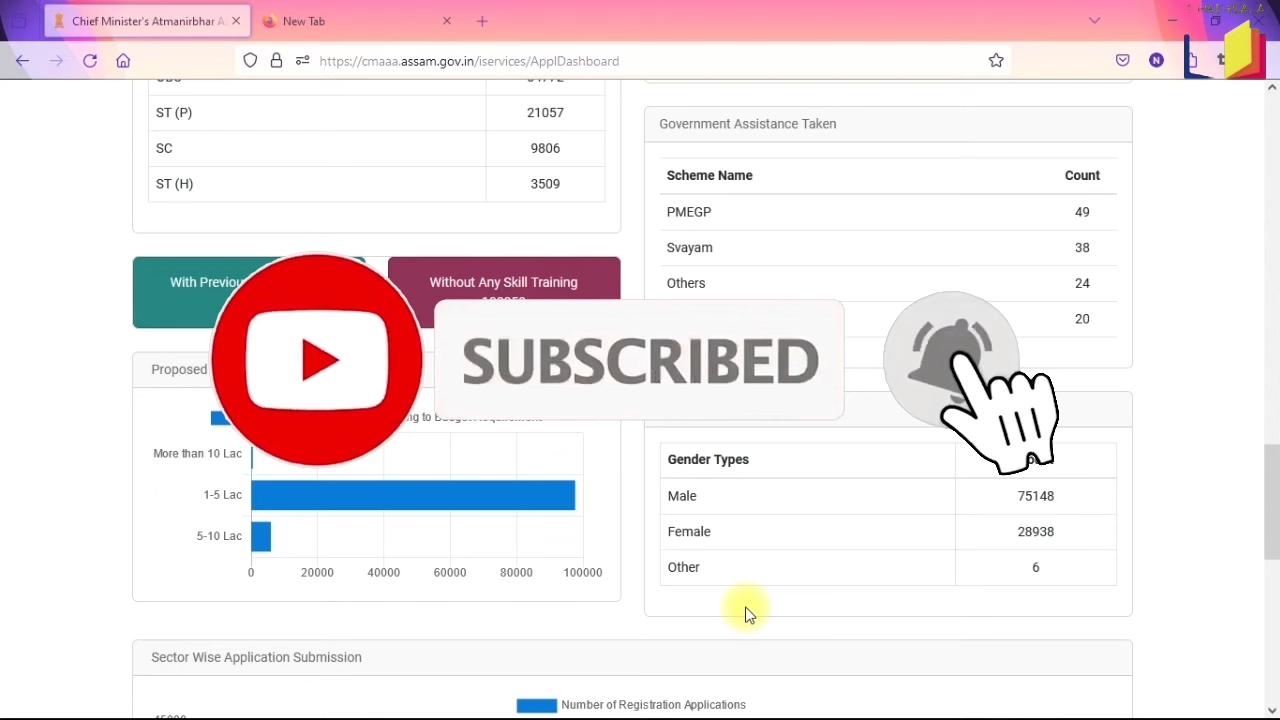 Chief Minister's Atmanirbhar A
New Tab
https://cmaaa.assam.gov.in/iservices/ApplDashboard
N
ST (P) 21057
SC 9806
ST (H) 3509
Government Assistance Taken
Scheme Name Count
PMEGP 49
Svayam 38
Others 24
20
With
Without Any Skill Training
SUBSCRIBED
Proposed
More than 10 Lac
1-5 Lac
5-10 Lac
0 20000 40000 60000 80000 100000
Gender Types
Male 75148
Female 28938
Other 6
Sector Wise Application Submission
Number of Registration Applications